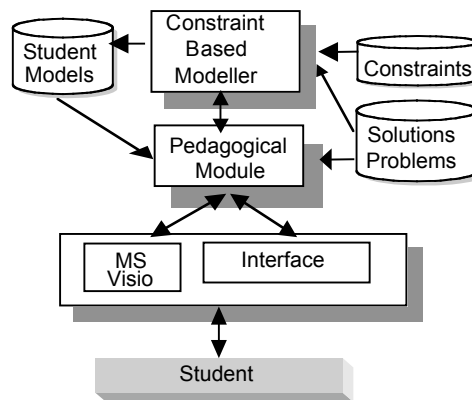 Student
Models
Constraint
Based
Modeller
Constraints
Solutions
Problems
Pedagogical
Module
MS
Visio
Interface
Student